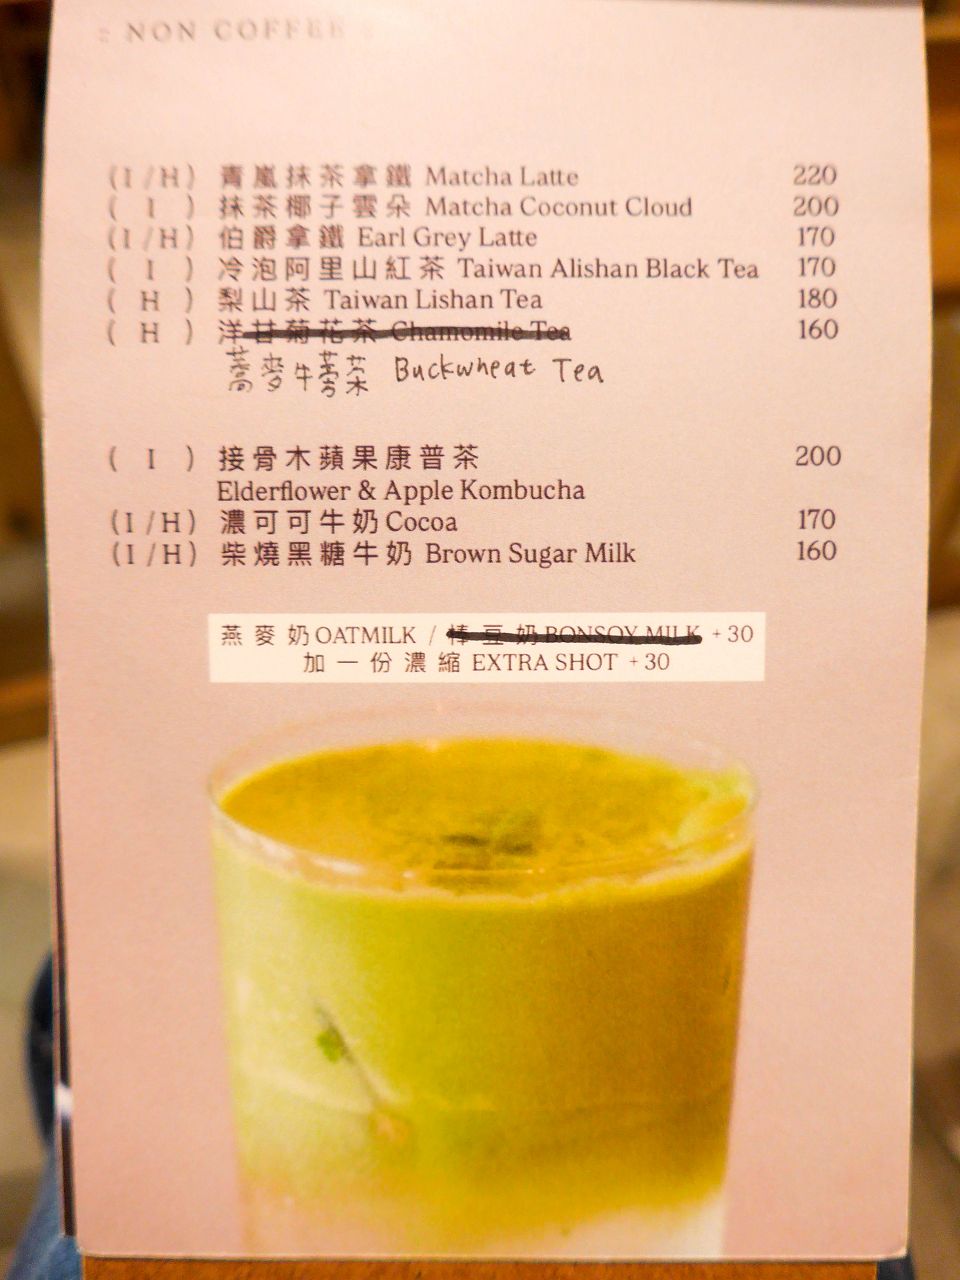 :: NON COFFEE ::
(I/H) 青嵐抹茶拿鐵 Matcha Latte 220
( I ) 抹茶椰子雲朵 Matcha Coconut Cloud 200
(I/H) 伯爵拿鐵 Earl Grey Latte 170
( I ) 冷泡阿里山紅茶 Taiwan Alishan Black Tea 170
( H ) 梨山茶 Taiwan Lishan Tea 180
( H ) 洋甘菊花茶 Chamomile Tea 160
蕎麥牛蒡茶 Buckwheat Tea
( I ) 接骨木蘋果康普茶 200
Elderflower & Apple Kombucha
(I/H) 濃可可牛奶 Cocoa 170
(I/H) 柴燒黑糖牛奶 Brown Sugar Milk 160
燕麥奶 OATMILK / 棒豆奶 BONSOY MILK +30
加一份濃縮 EXTRA SHOT +30